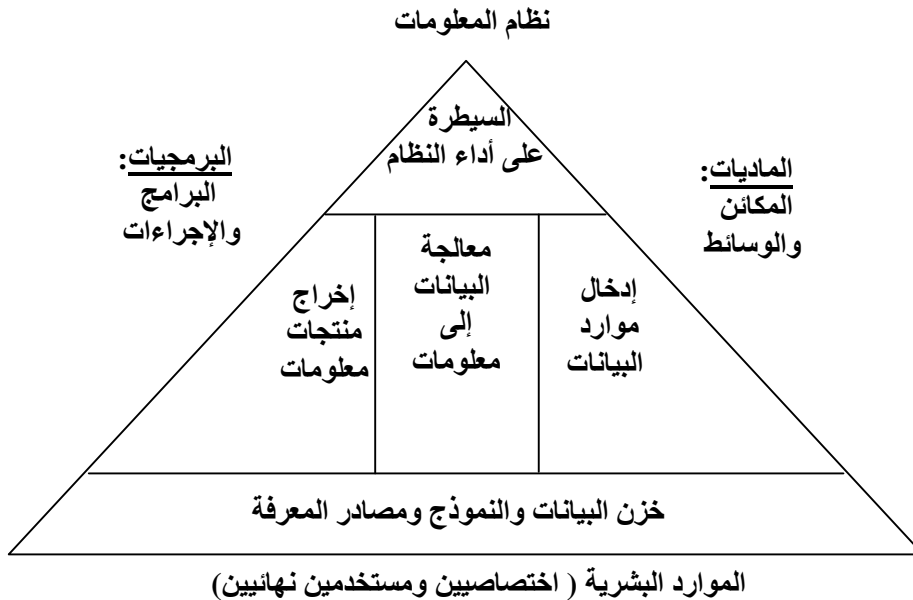 نظام المعلومات
السيطرة
على أداء النظام
الماديات:
المكائن
والوسائط
البرمجيات:
البرامج
والإجراءات
إدخال
موارد
البيانات
معالجة
البيانات
إلى
معلومات
إخراج
منتجات
معلومات
خزن البيانات والنموذج ومصادر المعرفة
الموارد البشرية ( اختصاصيين ومستخدمين نهائيين)